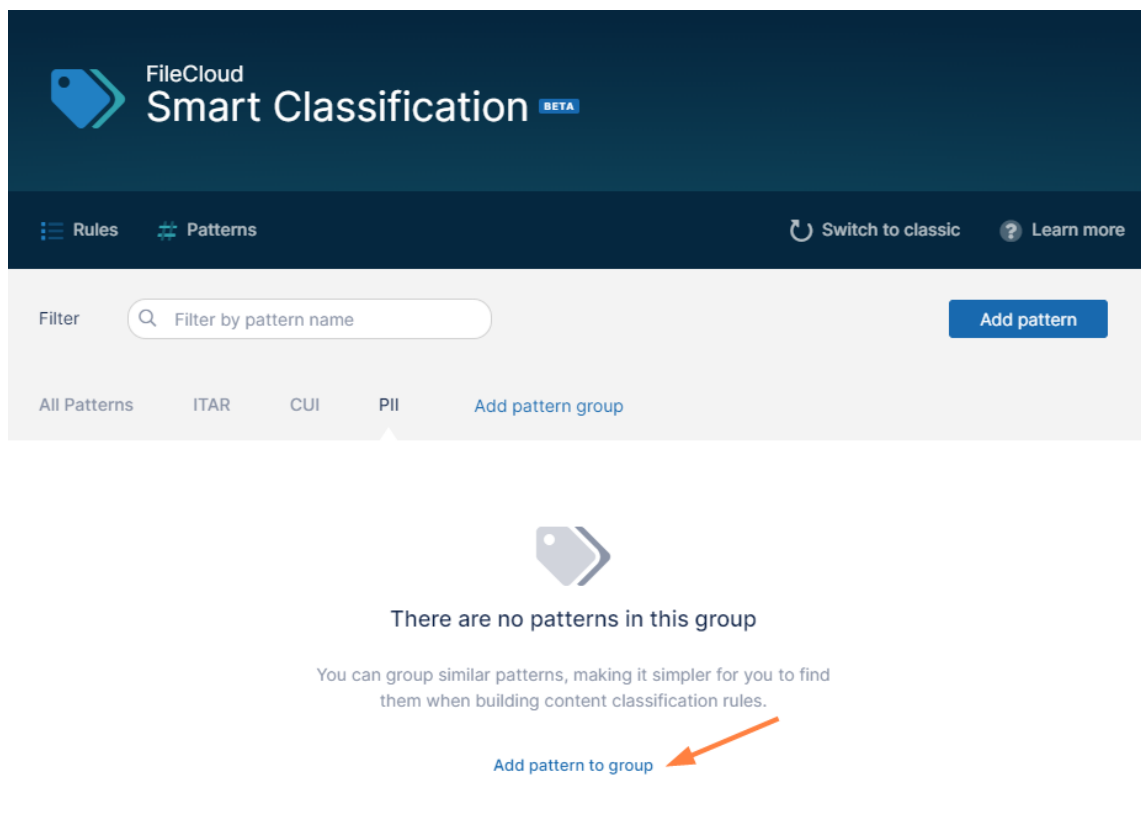 FileCloud
Smart Classification BETA
Rules Patterns Switch to classic ? Learn more
Filter Filter by pattern name Add pattern
All Patterns ITAR CUI PII Add pattern group
There are no patterns in this group
You can group similar patterns, making it simpler for you to find
them when building content classification rules.
Add pattern to group